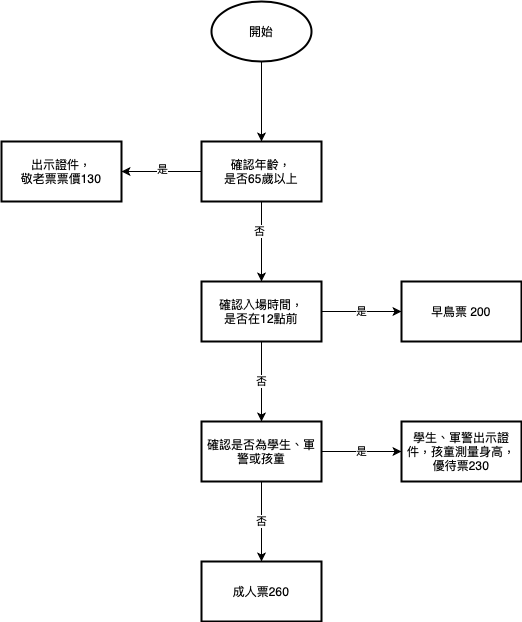 開始
出示證件，
敬老票票價130
是
確認年齡，
是否65歲以上
否
確認入場時間，
是否在12點前
是
早鳥票 200
否
確認是否為學生、軍
警或孩童
是
學生、軍警出示證
件，孩童測量身高，
優待票230
否
成人票260